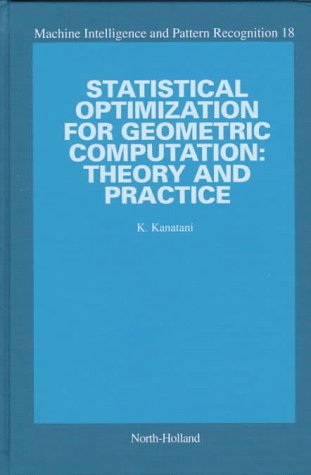 Machine Intelligence and Pattern Recognition 18
STATISTICAL
OPTIMIZATION
FOR GEOMETRIC
COMPUTATION:
THEORY AND
PRACTICE
K. Kanatani
North-Holland